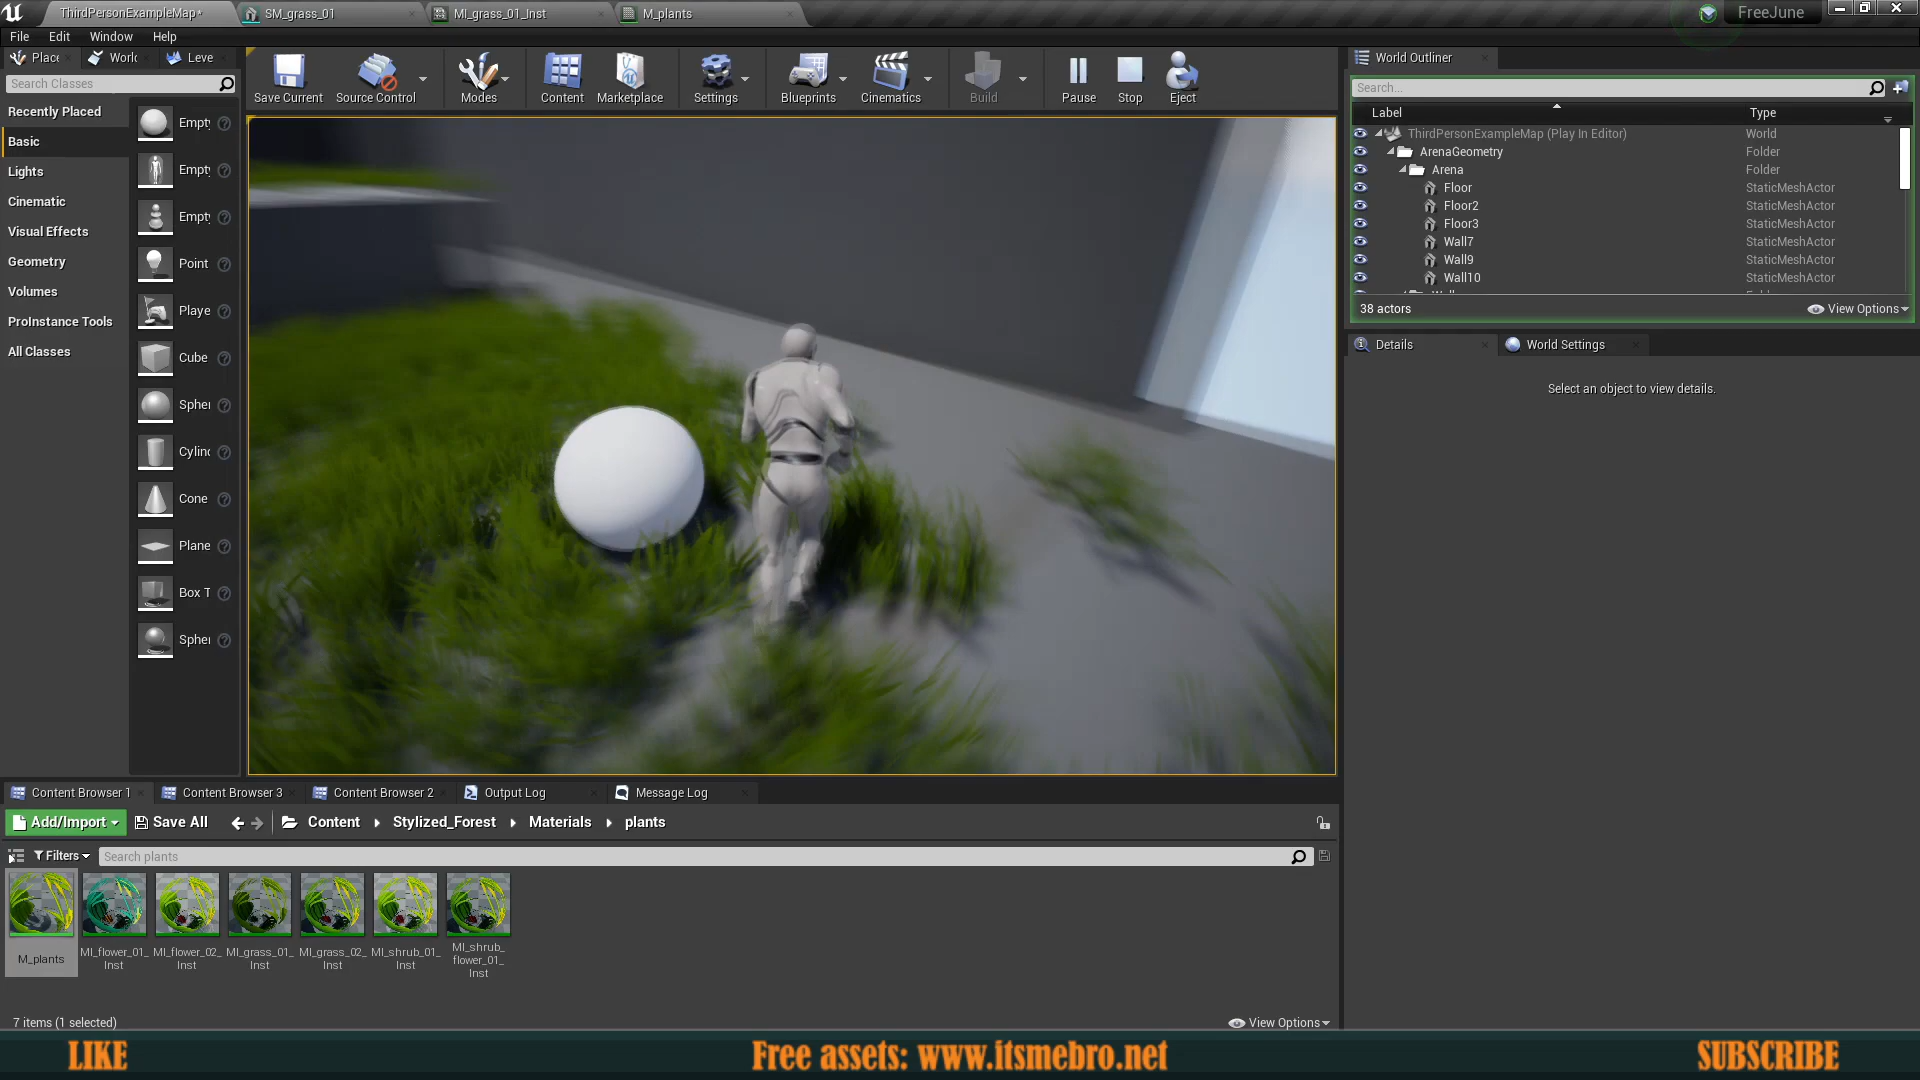 ThirdPersonExampleMap*
SM_grass_01
MI_grass_01_Inst
M_plants
FreeJune
File Edit Window Help
Place
World
Leve
Search Classes
Recently Placed
Basic
Lights
Cinematic
Visual Effects
Geometry
Volumes
ProInstance Tools
All Classes
Empty
Empty
Empty
Point
Playe
Cube
Spher
Cylind
Cone
Plane
Box T
Spher
Save Current
Source Control
Modes
Content
Marketplace
Settings
Blueprints
Cinematics
Build
Pause
Stop
Eject
World Outliner
Search...
Label Type
ThirdPersonExampleMap (Play In Editor) World
ArenaGeometry Folder
Arena Folder
Floor StaticMeshActor
Floor2 StaticMeshActor
Floor3 StaticMeshActor
Wall7 StaticMeshActor
Wall9 StaticMeshActor
Wall10 StaticMeshActor
38 actors View Options
Details
World Settings
Select an object to view details.
Content Browser 1
Content Browser 3
Content Browser 2
Output Log
Message Log
Add/Import
Save All
Content Stylized_Forest Materials plants
Filters
Search plants
M_plants
MI_flower_01_
Inst
MI_flower_02_
Inst
MI_grass_01_
Inst
MI_grass_02_
Inst
MI_shrub_01_
Inst
MI_shrub_
flower_01_
Inst
7 items (1 selected)
View Options
LIKE
Free assets: www.itsmebro.net
SUBSCRIBE